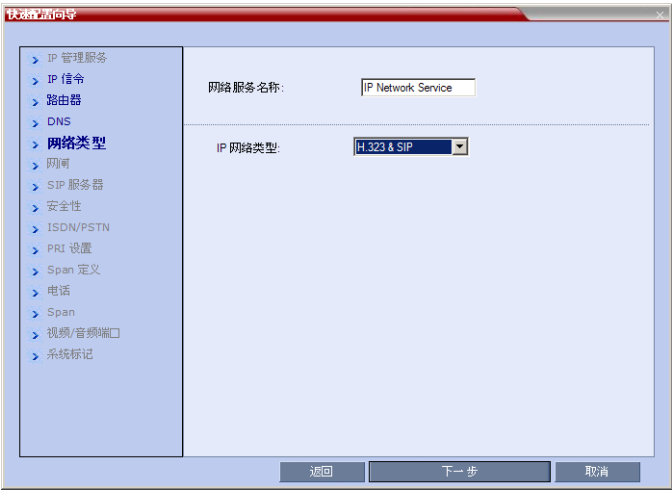 快速配置向导
IP 管理服务
IP 信令
路由器
DNS
网络类型
网闸
SIP 服务器
安全性
ISDN/PSTN
PRI 设置
Span 定义
电话
Span
视频/音频端口
系统标记
网络服务名称:
IP Network Service
IP 网络类型:
H.323 & SIP
返回
下一步
取消